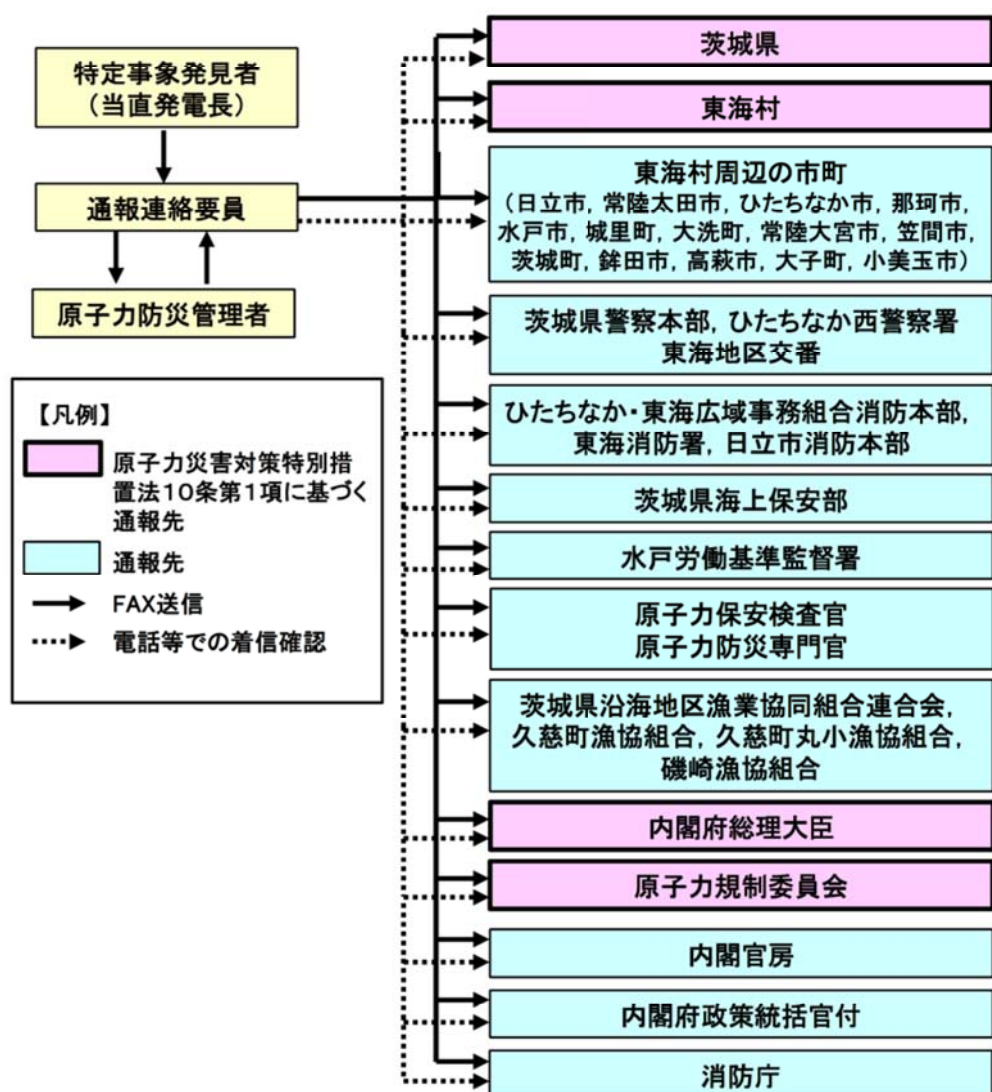 特定事象発見者
(当直発電長)
通報連絡要員
原子力防災管理者
【凡例】
原子力災害対策特別措
置法10条第1項に基づく
通報先
通報先
FAX送信
電話等での着信確認
茨城県
東海村
東海村周辺の市町
(日立市,常陸太田市,ひたちなか市,那珂市,
水戸市,城里町,大洗町,常陸大宮市,笠間市,
茨城町,鉾田市,高萩市,大子町,小美玉市)
茨城県警察本部,ひたちなか西警察署
東海地区交番
ひたちなか・東海広域事務組合消防本部,
東海消防署,日立市消防本部
茨城県海上保安部
水戸労働基準監督署
原子力保安検査官
原子力防災専門官
茨城県沿海地区漁業協同組合連合会,
久慈町漁協組合,久慈町丸小漁協組合,
磯崎漁協組合
内閣府総理大臣
原子力規制委員会
内閣官房
内閣府政策統括官付
消防庁